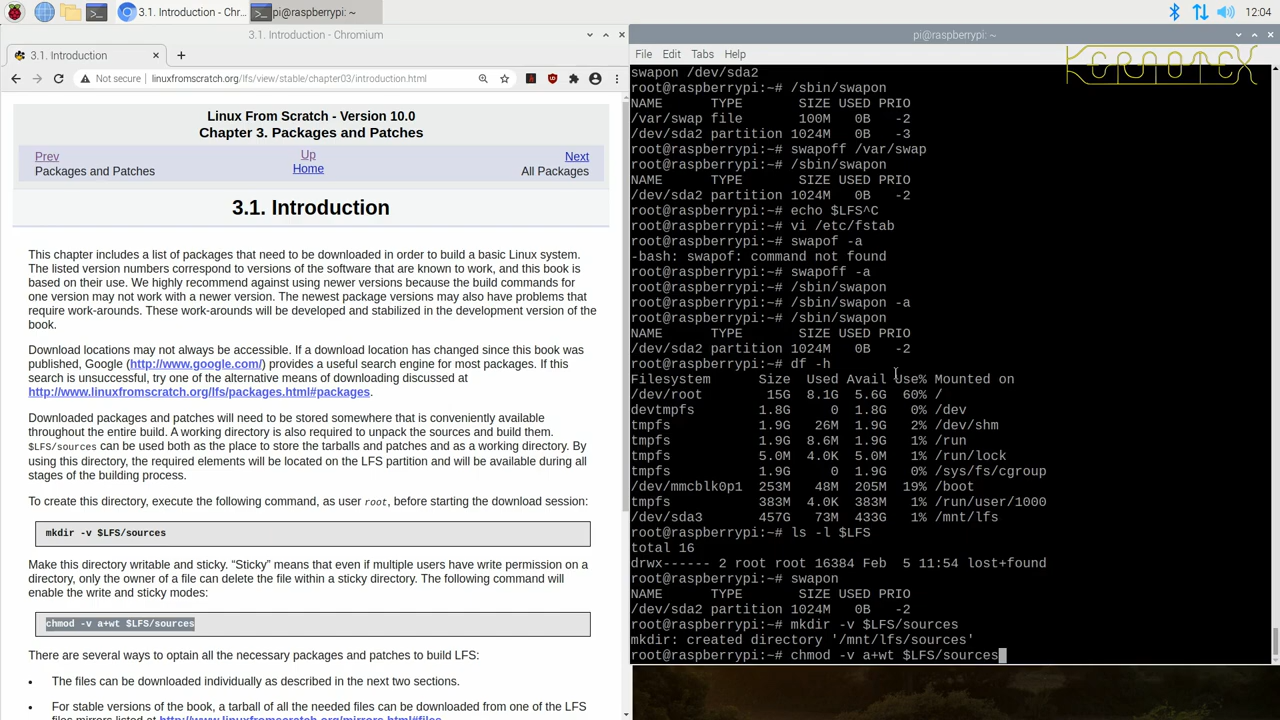 3.1. Introduction - Chr...
pi@raspberrypi: ~
12:04
3.1. Introduction - Chromium
3.1. Introduction
Not secure | linuxfromscratch.org/lfs/view/stable/chapter03/introduction.html
Linux From Scratch - Version 10.0
Chapter 3. Packages and Patches
Prev
Up
Next
Packages and Patches
Home
All Packages
3.1. Introduction
This chapter includes a list of packages that need to be downloaded in order to build a basic Linux system.
The listed version numbers correspond to versions of the software that are known to work, and this book is
based on their use. We highly recommend against using newer versions because the build commands for
one version may not work with a newer version. The newest package versions may also have problems that
require work-arounds. These work-arounds will be developed and stabilized in the development version of the
book.
Download locations may not always be accessible. If a download location has changed since this book was
published, Google (http://www.google.com/) provides a useful search engine for most packages. If this
search is unsuccessful, try one of the alternative means of downloading discussed at
http://www.linuxfromscratch.org/lfs/packages.html#packages.
Downloaded packages and patches will need to be stored somewhere that is conveniently available
throughout the entire build. A working directory is also required to unpack the sources and build them.
$LFS/sources can be used both as the place to store the tarballs and patches and as a working directory. By
using this directory, the required elements will be located on the LFS partition and will be available during all
stages of the building process.
To create this directory, execute the following command, as user root, before starting the download session:
mkdir -v $LFS/sources
Make this directory writable and sticky. “Sticky” means that even if multiple users have write permission on a
directory, only the owner of a file can delete the file within a sticky directory. The following command will
enable the write and sticky modes:
chmod -v a+wt $LFS/sources
There are several ways to optain all the necessary packages and patches to build LFS:
• The files can be downloaded individually as described in the next two sections.
• For stable versions of the book, a tarball of all the needed files can be downloaded from one of the LFS
files mirrors listed at http://www.linuxfromscratch.org/mirrors.html#files.
pi@raspberrypi: ~
File Edit Tabs Help
swapon /dev/sda2
root@raspberrypi:~# /sbin/swapon
NAME TYPE SIZE USED PRIO
/var/swap file 100M 0B -2
/dev/sda2 partition 1024M 0B -3
root@raspberrypi:~# swapoff /var/swap
root@raspberrypi:~# /sbin/swapon
NAME TYPE SIZE USED PRIO
/dev/sda2 partition 1024M 0B -2
root@raspberrypi:~# echo $LFS^C
root@raspberrypi:~# vi /etc/fstab
root@raspberrypi:~# swapof -a
-bash: swapof: command not found
root@raspberrypi:~# swapoff -a
root@raspberrypi:~# /sbin/swapon
root@raspberrypi:~# /sbin/swapon -a
root@raspberrypi:~# /sbin/swapon
NAME TYPE SIZE USED PRIO
/dev/sda2 partition 1024M 0B -2
root@raspberrypi:~# df -h
Filesystem Size Used Avail Use% Mounted on
/dev/root 15G 8.1G 5.6G 60% /
devtmpfs 1.8G 0 1.8G 0% /dev
tmpfs 1.9G 26M 1.9G 2% /dev/shm
tmpfs 1.9G 8.6M 1.9G 1% /run
tmpfs 5.0M 4.0K 5.0M 1% /run/lock
tmpfs 1.9G 0 1.9G 0% /sys/fs/cgroup
/dev/mmcblk0p1 253M 48M 205M 19% /boot
tmpfs 383M 4.0K 383M 1% /run/user/1000
/dev/sda3 457G 73M 433G 1% /mnt/lfs
root@raspberrypi:~# ls -l $LFS
total 16
drwx------ 2 root root 16384 Feb 5 11:54 lost+found
root@raspberrypi:~# swapon
NAME TYPE SIZE USED PRIO
/dev/sda2 partition 1024M 0B -2
root@raspberrypi:~# mkdir -v $LFS/sources
mkdir: created directory '/mnt/lfs/sources'
root@raspberrypi:~# chmod -v a+wt $LFS/sources